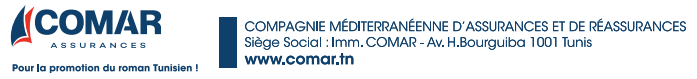 COMAR
ASSURANCES
Pour la promotion du roman Tunisien !
COMPAGNIE MÉDITERRANÉENNE D'ASSURANCES ET DE RÉASSURANCES
Siège Social : Imm. COMAR - Av. H.Bourguiba 1001 Tunis
www.comar.tn